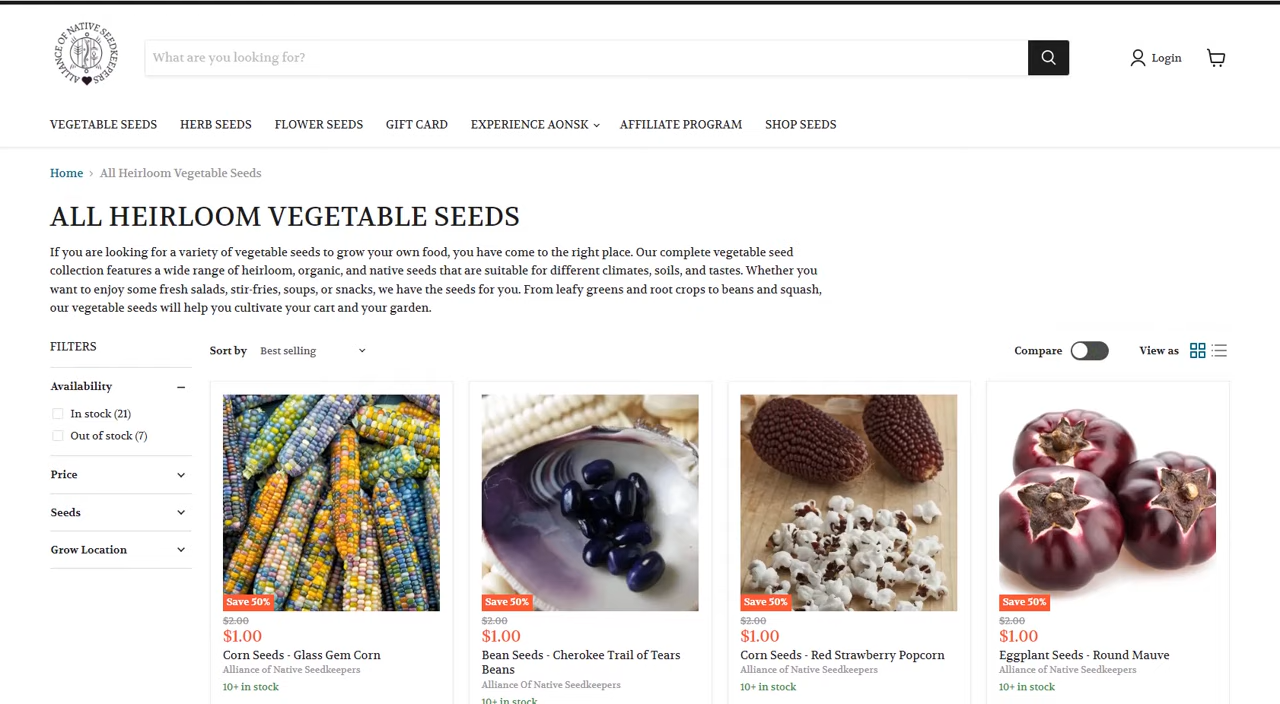 ALLIANCE OF NATIVE SEEDKEEPERS
What are you looking for?
Login
VEGETABLE SEEDS HERB SEEDS FLOWER SEEDS GIFT CARD EXPERIENCE AONSK AFFILIATE PROGRAM SHOP SEEDS
Home › All Heirloom Vegetable Seeds
ALL HEIRLOOM VEGETABLE SEEDS
If you are looking for a variety of vegetable seeds to grow your own food, you have come to the right place. Our complete vegetable seed
collection features a wide range of heirloom, organic, and native seeds that are suitable for different climates, soils, and tastes. Whether you
want to enjoy some fresh salads, stir-fries, soups, or snacks, we have the seeds for you. From leafy greens and root crops to beans and squash,
our vegetable seeds will help you cultivate your cart and your garden.
FILTERS
Availability
In stock (21)
Out of stock (7)
Price
Seeds
Grow Location
Sort by Best selling
Compare View as
Save 50%
$2.00
$1.00
Corn Seeds - Glass Gem Corn
Alliance of Native Seedkeepers
10+ in stock
Save 50%
$2.00
$1.00
Bean Seeds - Cherokee Trail of Tears
Beans
Alliance Of Native Seedkeepers
10+ in stock
Save 50%
$2.00
$1.00
Corn Seeds - Red Strawberry Popcorn
Alliance of Native Seedkeepers
10+ in stock
Save 50%
$2.00
$1.00
Eggplant Seeds - Round Mauve
Alliance of Native Seedkeepers
10+ in stock